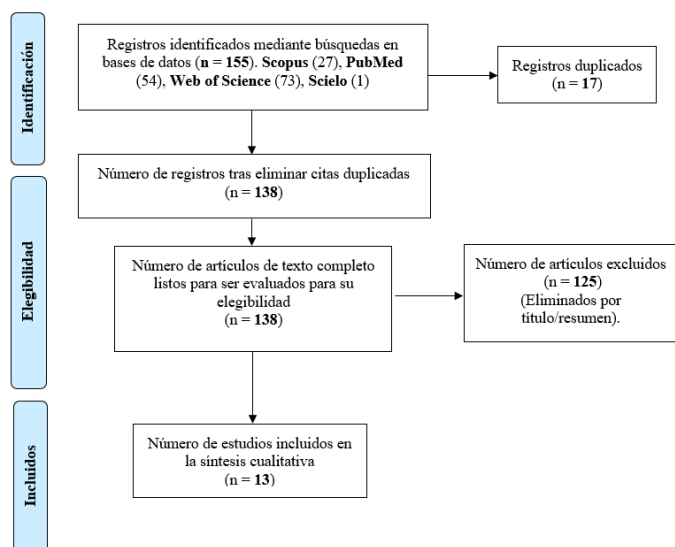 Identificación
Registros identificados mediante búsquedas en
bases de datos (n = 155). Scopus (27), PubMed
(54), Web of Science (73), Scielo (1)
Registros duplicados
(n = 17)
Número de registros tras eliminar citas duplicadas
(n = 138)
Elegibilidad
Número de artículos de texto completo
listos para ser evaluados para su
elegibilidad
(n = 138)
Número de artículos excluidos
(n = 125)
(Eliminados por
título/resumen).
Incluidos
Número de estudios incluidos en
la síntesis cualitativa
(n = 13)